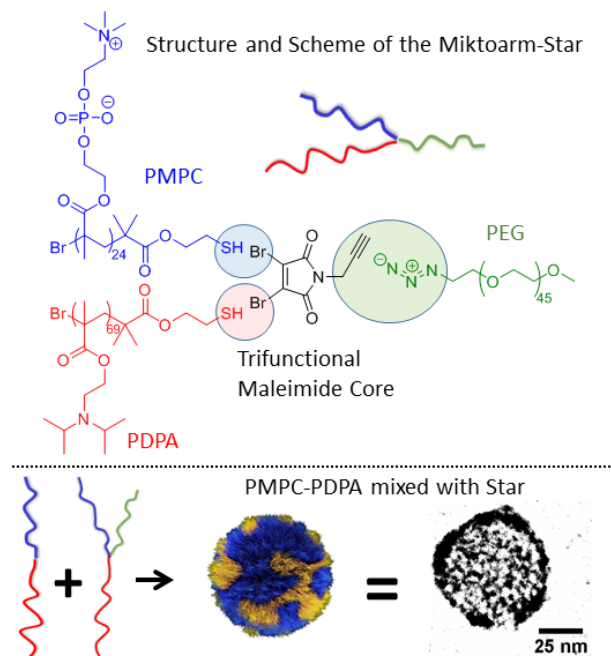 Structure and Scheme of the Miktoarm-Star
N
+
O
O
O=P-O
−
O
PMPC
O
O
O
Br
24
O
O
SH
Br
O
N
O
Br
PEG
−
N
+
N
N
O
45
O
Br
69
O
O
SH
O
O
N
PDPA
Trifunctional
Maleimide Core
PMPC-PDPA mixed with Star
+
=
25 nm